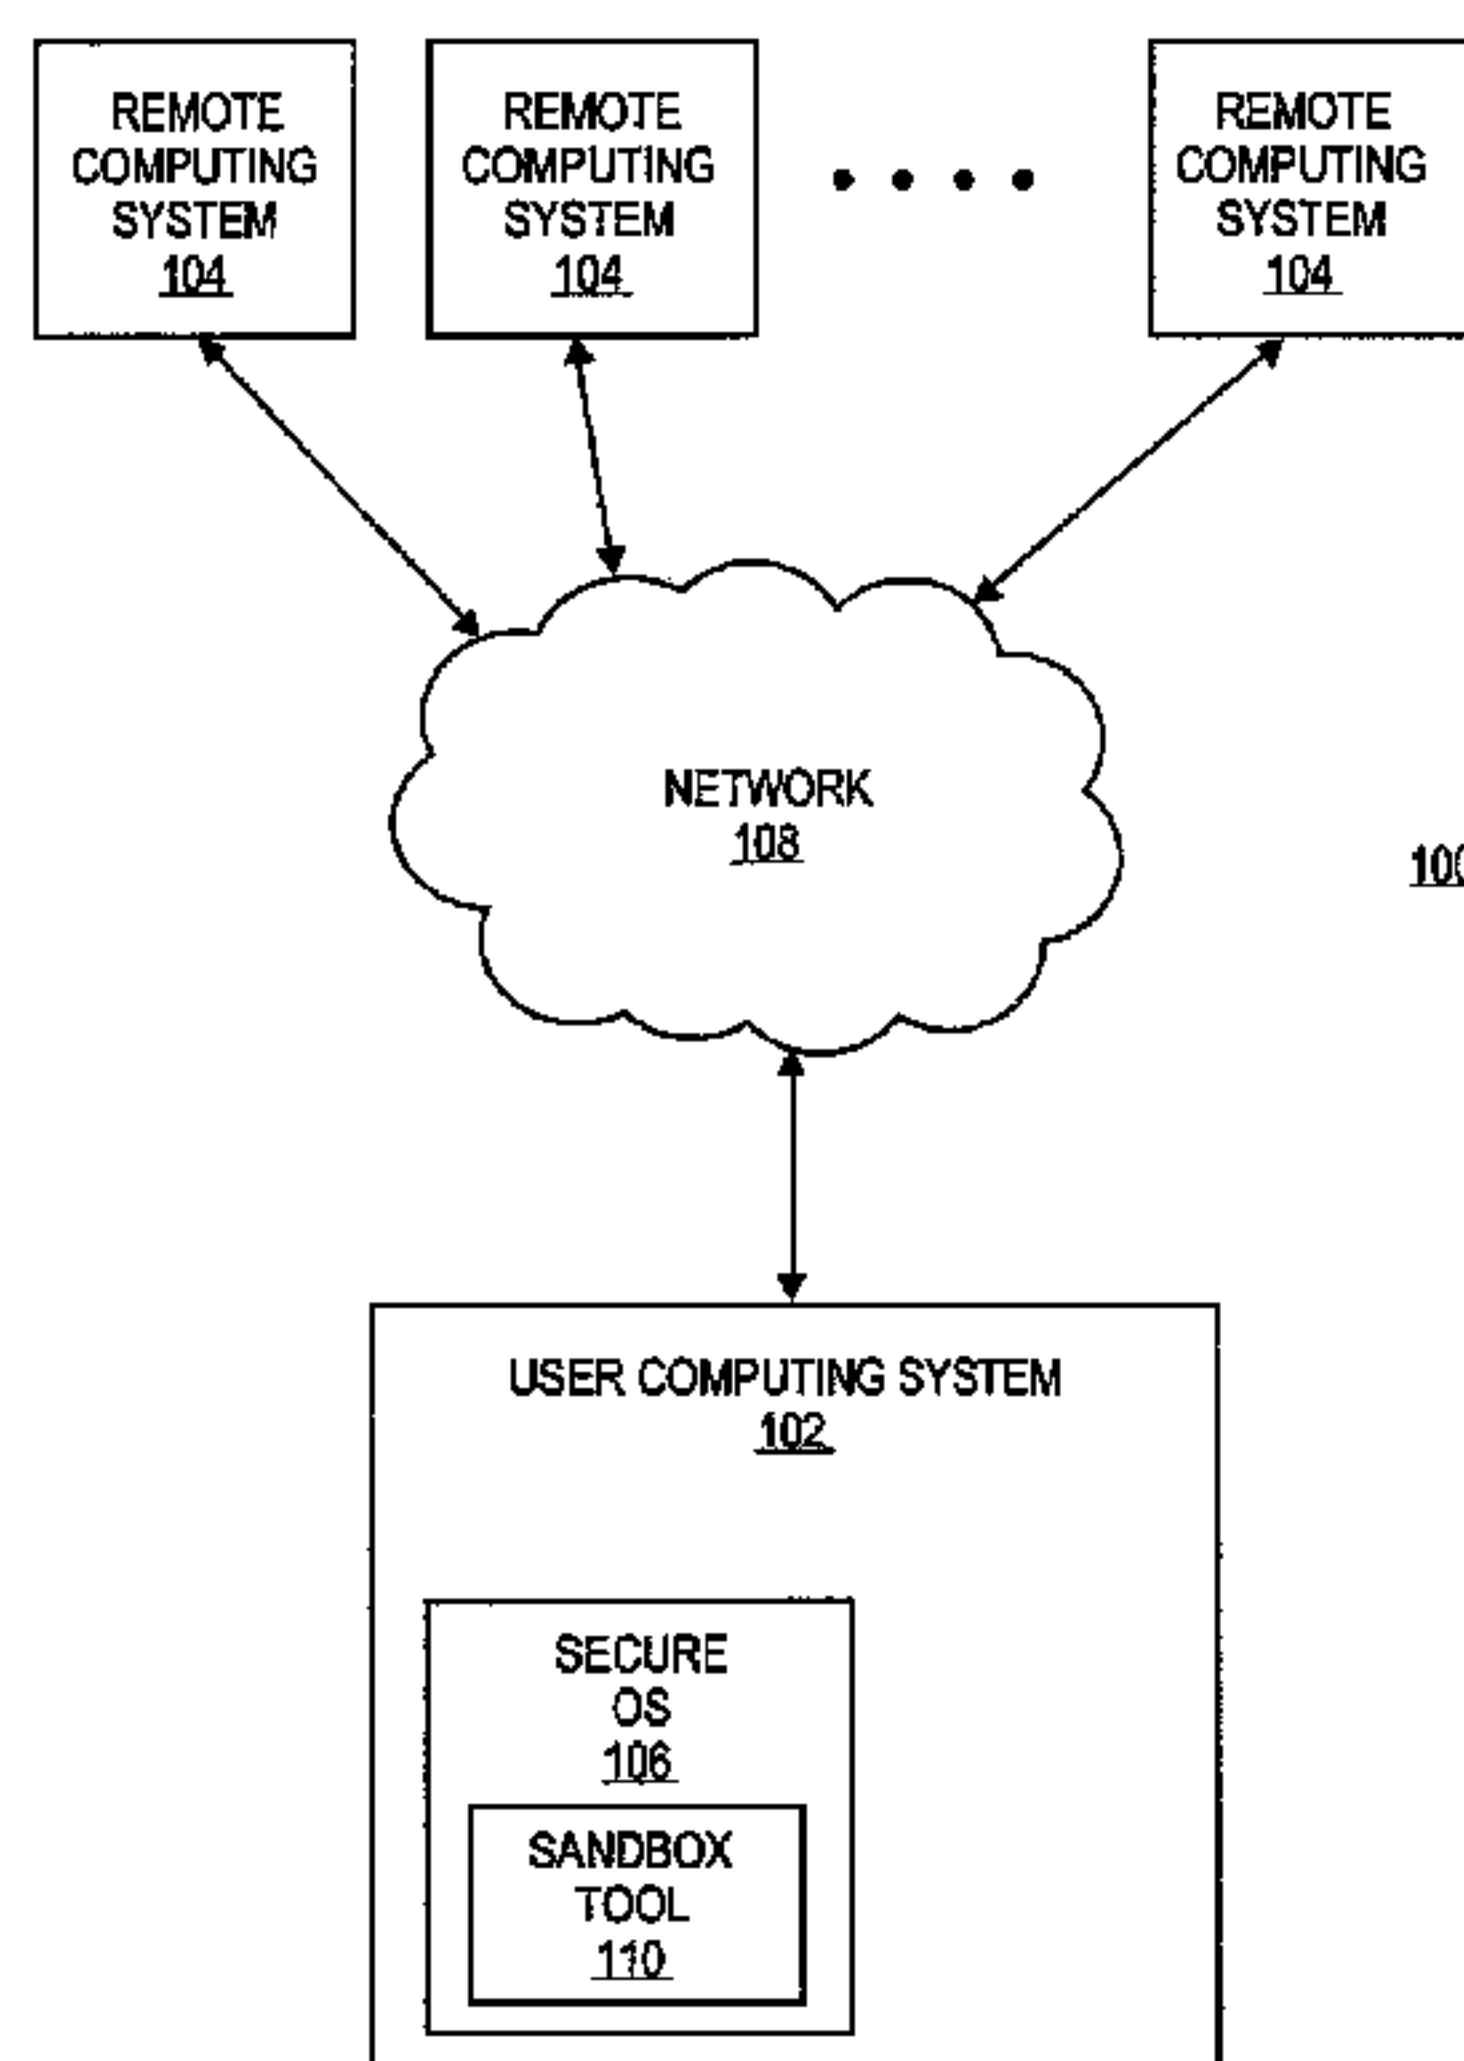 REMOTE
COMPUTING
SYSTEM
104
REMOTE
COMPUTING
SYSTEM
104
REMOTE
COMPUTING
SYSTEM
104
NETWORK
108
100
USER COMPUTING SYSTEM
102
SECURE
OS
106
SANDBOX
TOOL
110